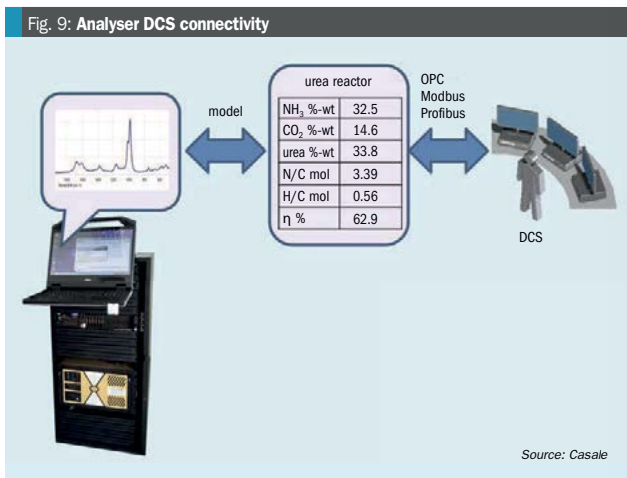 Fig. 9: Analyser DCS connectivity
model
urea reactor
NH₃ %-wt 32.5
CO₂ %-wt 14.6
urea %-wt 33.8
N/C mol 3.39
H/C mol 0.56
η % 62.9
OPC
Modbus
Profibus
DCS
Source: Casale